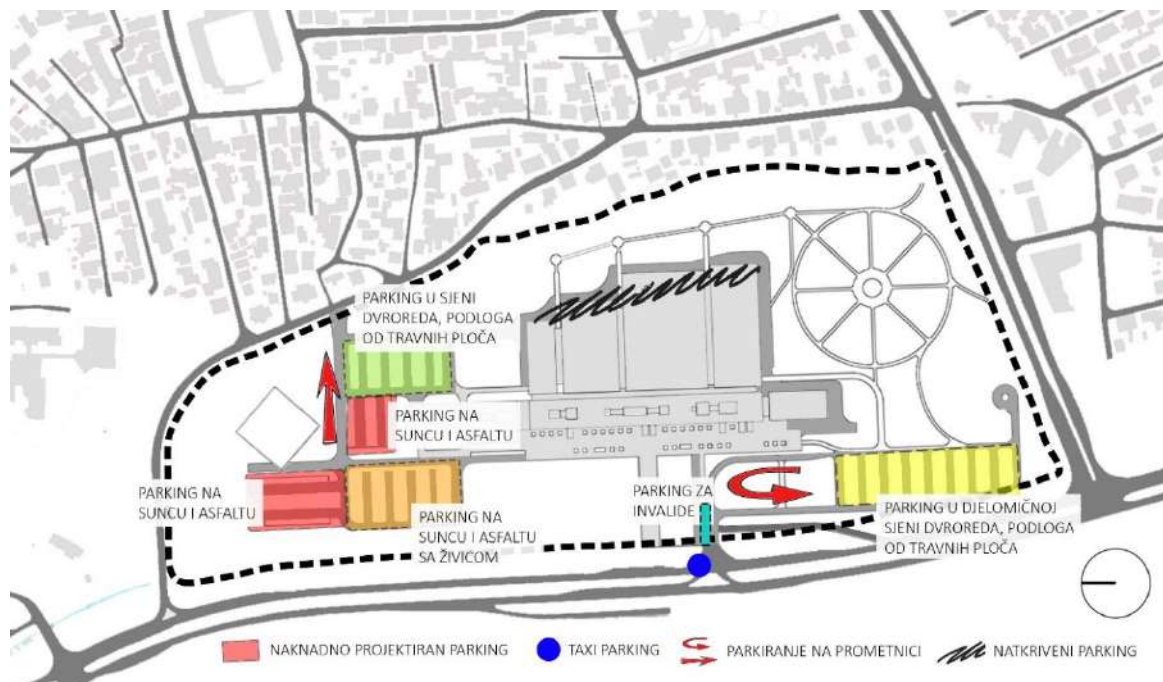 PARKING U SJENI
DVROREDA, PODLOGA
OD TRAVNIH PLOČA
PARKING NA
SUNCU I ASFALTU
PARKING NA
SUNCU I ASFALTU
PARKING NA
SUNCU I ASFALTU
SA ŽIVICOM
PARKING ZA
INVALIDE
PARKING U DJELOMIČNOJ
SJENI DVROREDA, PODLOGA
OD TRAVNIH PLOČA
NAKNADNO PROJEKTIRAN PARKING
TAXI PARKING
PARKIRANJE NA PROMETNICI
NATKRIVENI PARKING